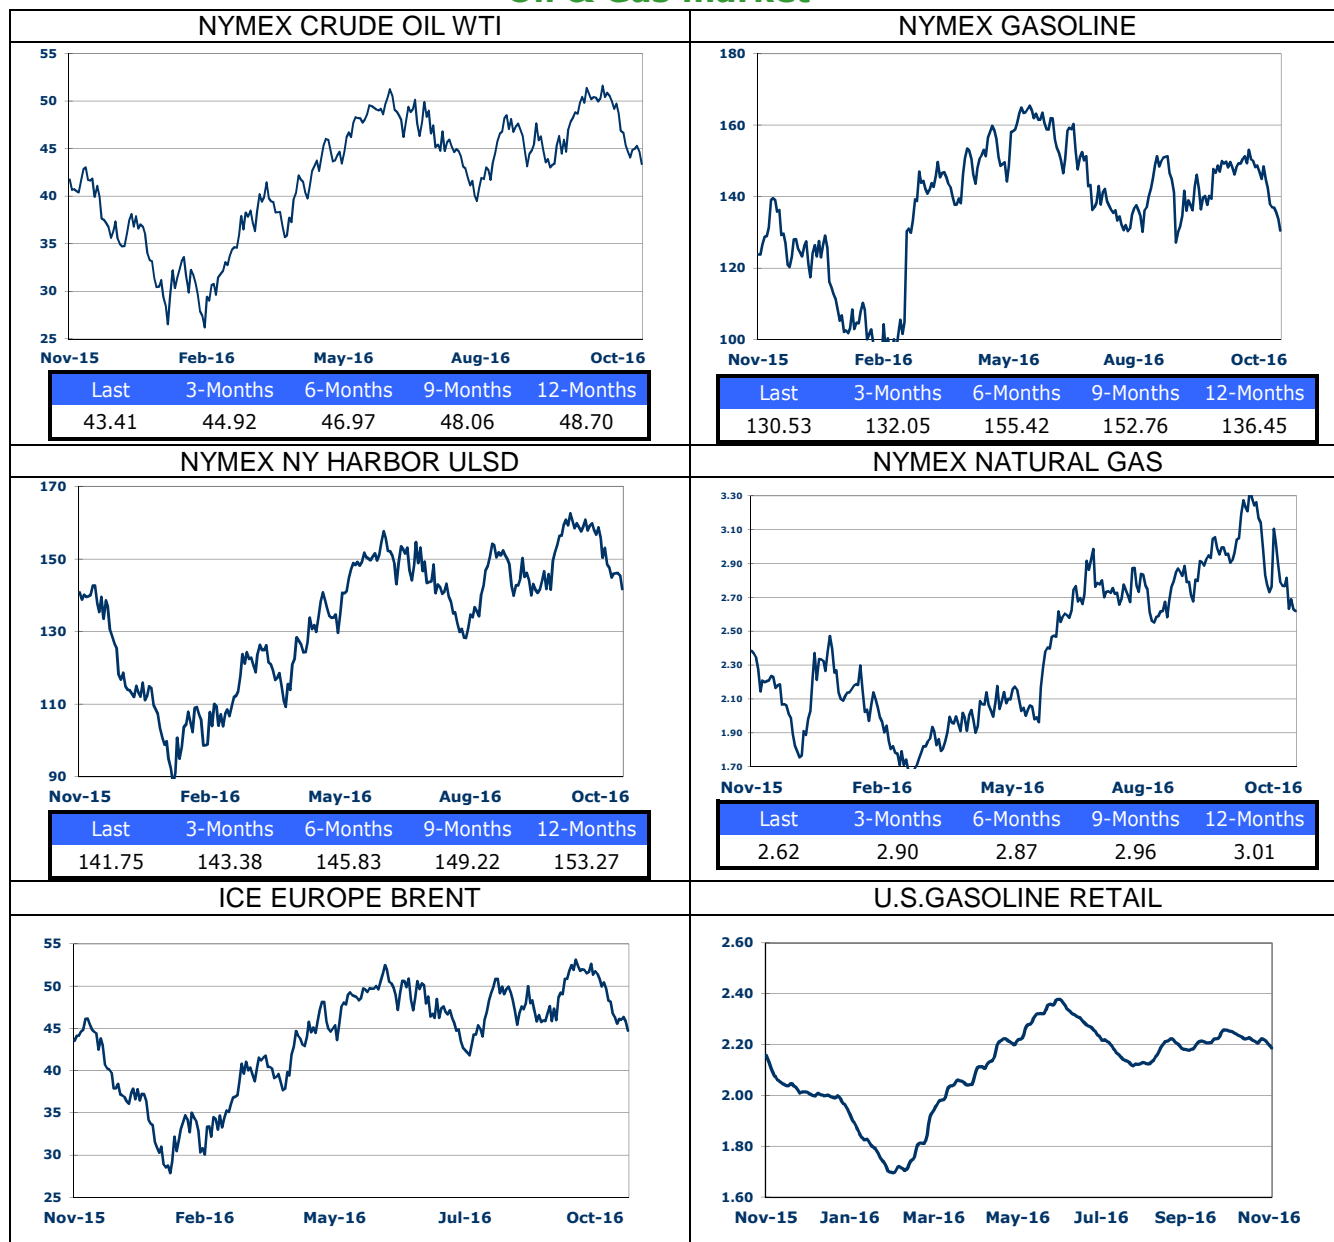 Oil & Gas Market
NYMEX CRUDE OIL WTI
55
50
45
40
35
30
25
Nov-15 Feb-16 May-16 Aug-16 Oct-16
Last 3-Months 6-Months 9-Months 12-Months
43.41 44.92 46.97 48.06 48.70
NYMEX GASOLINE
180
160
140
120
100
Nov-15 Feb-16 May-16 Aug-16 Oct-16
Last 3-Months 6-Months 9-Months 12-Months
130.53 132.05 155.42 152.76 136.45
NYMEX NY HARBOR ULSD
170
150
130
110
90
Nov-15 Feb-16 May-16 Aug-16 Oct-16
Last 3-Months 6-Months 9-Months 12-Months
141.75 143.38 145.83 149.22 153.27
NYMEX NATURAL GAS
3.30
3.10
2.90
2.70
2.50
2.30
2.10
1.90
1.70
Nov-15 Feb-16 May-16 Aug-16 Oct-16
Last 3-Months 6-Months 9-Months 12-Months
2.62 2.90 2.87 2.96 3.01
ICE EUROPE BRENT
55
50
45
40
35
30
25
Nov-15 Feb-16 May-16 Jul-16 Oct-16
U.S.GASOLINE RETAIL
2.60
2.40
2.20
2.00
1.80
1.60
Nov-15 Jan-16 Mar-16 May-16 Jul-16 Sep-16 Nov-16